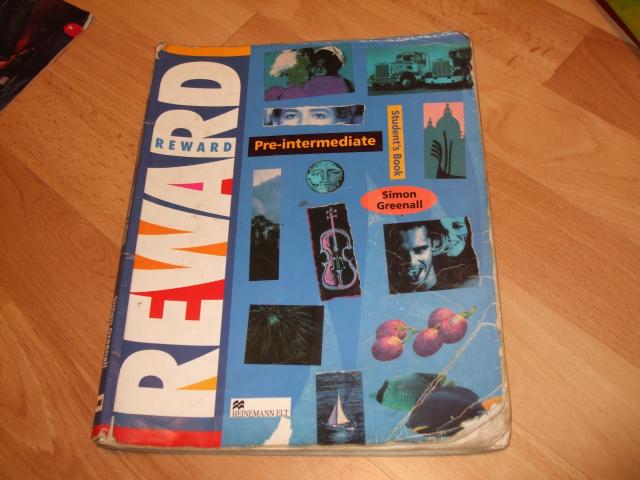 REWARD
REWARD
Pre-intermediate
Student's Book
Simon
Greenall
HEINEMANN ELT